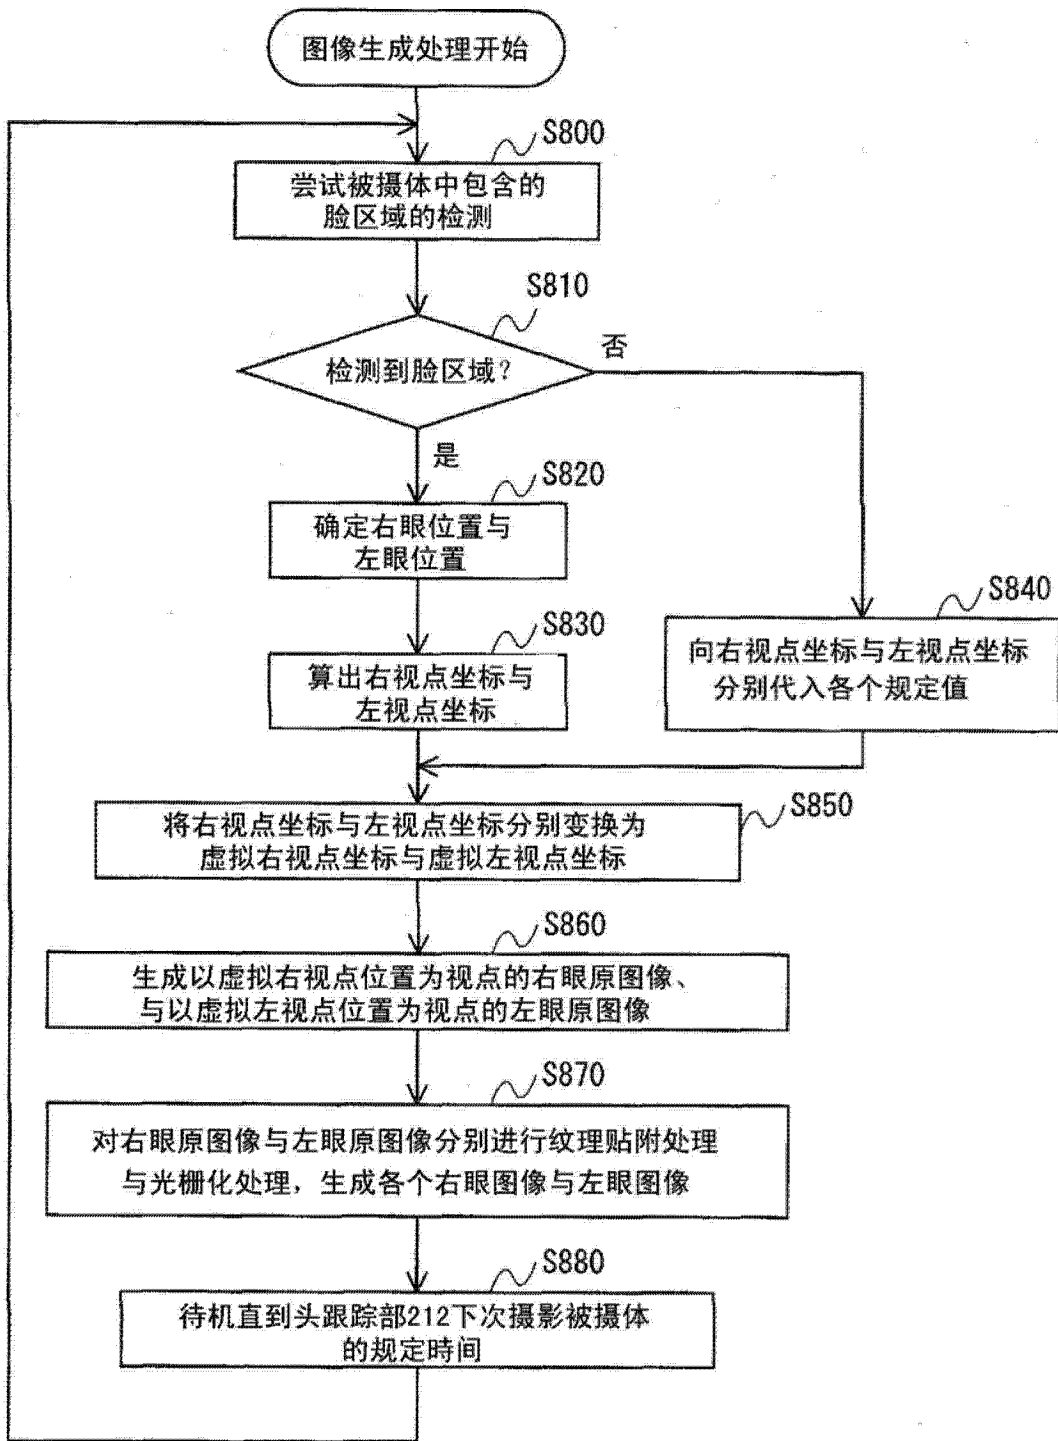 图像生成处理开始
S800
尝试被摄体中包含的
脸区域的检测
S810
检测到脸区域?
否
是
S820
确定右眼位置与
左眼位置
S830
算出右视点坐标与
左视点坐标
S840
向右视点坐标与左视点坐标
分别代入各个规定值
S850
将右视点坐标与左视点坐标分别变换为
虚拟右视点坐标与虚拟左视点坐标
S860
生成以虚拟右视点位置为视点的右眼原图像、
与以虚拟左视点位置为视点的左眼原图像
S870
对右眼原图像与左眼原图像分别进行纹理贴附处理
与光栅化处理，生成各个右眼图像与左眼图像
S880
待机直到头跟踪部212下次摄影被摄体
的规定時间